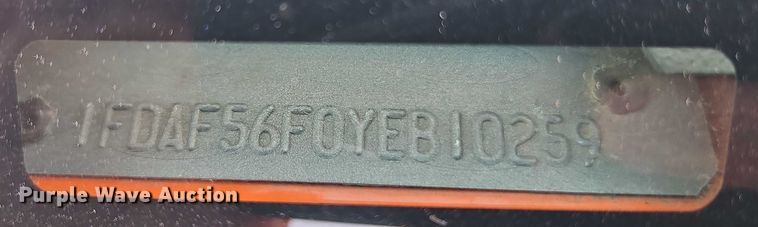 1FDAF56F0YEB10259
Purple Wave Auction